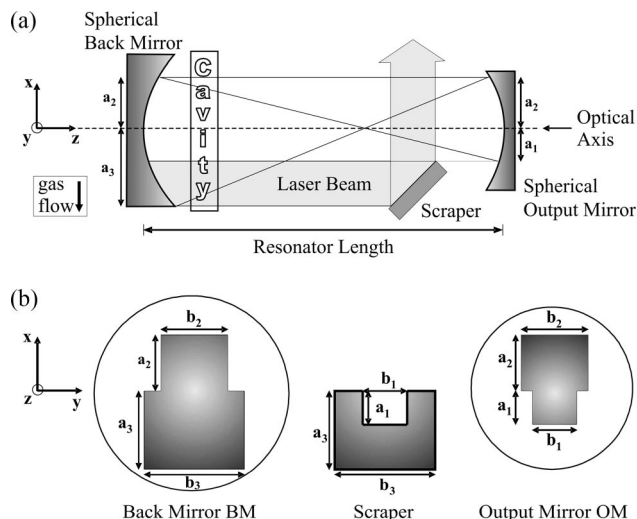 (a)
Spherical
Back Mirror
Cavity
x
y
z
a2
a3
a2
a1
Optical
Axis
gas
flow
Laser Beam
Scraper
Spherical
Output Mirror
Resonator Length
(b)
x
z
y
b2
a2
a3
b3
b1
a1
a3
b3
b2
a2
a1
b1
Back Mirror BM
Scraper
Output Mirror OM